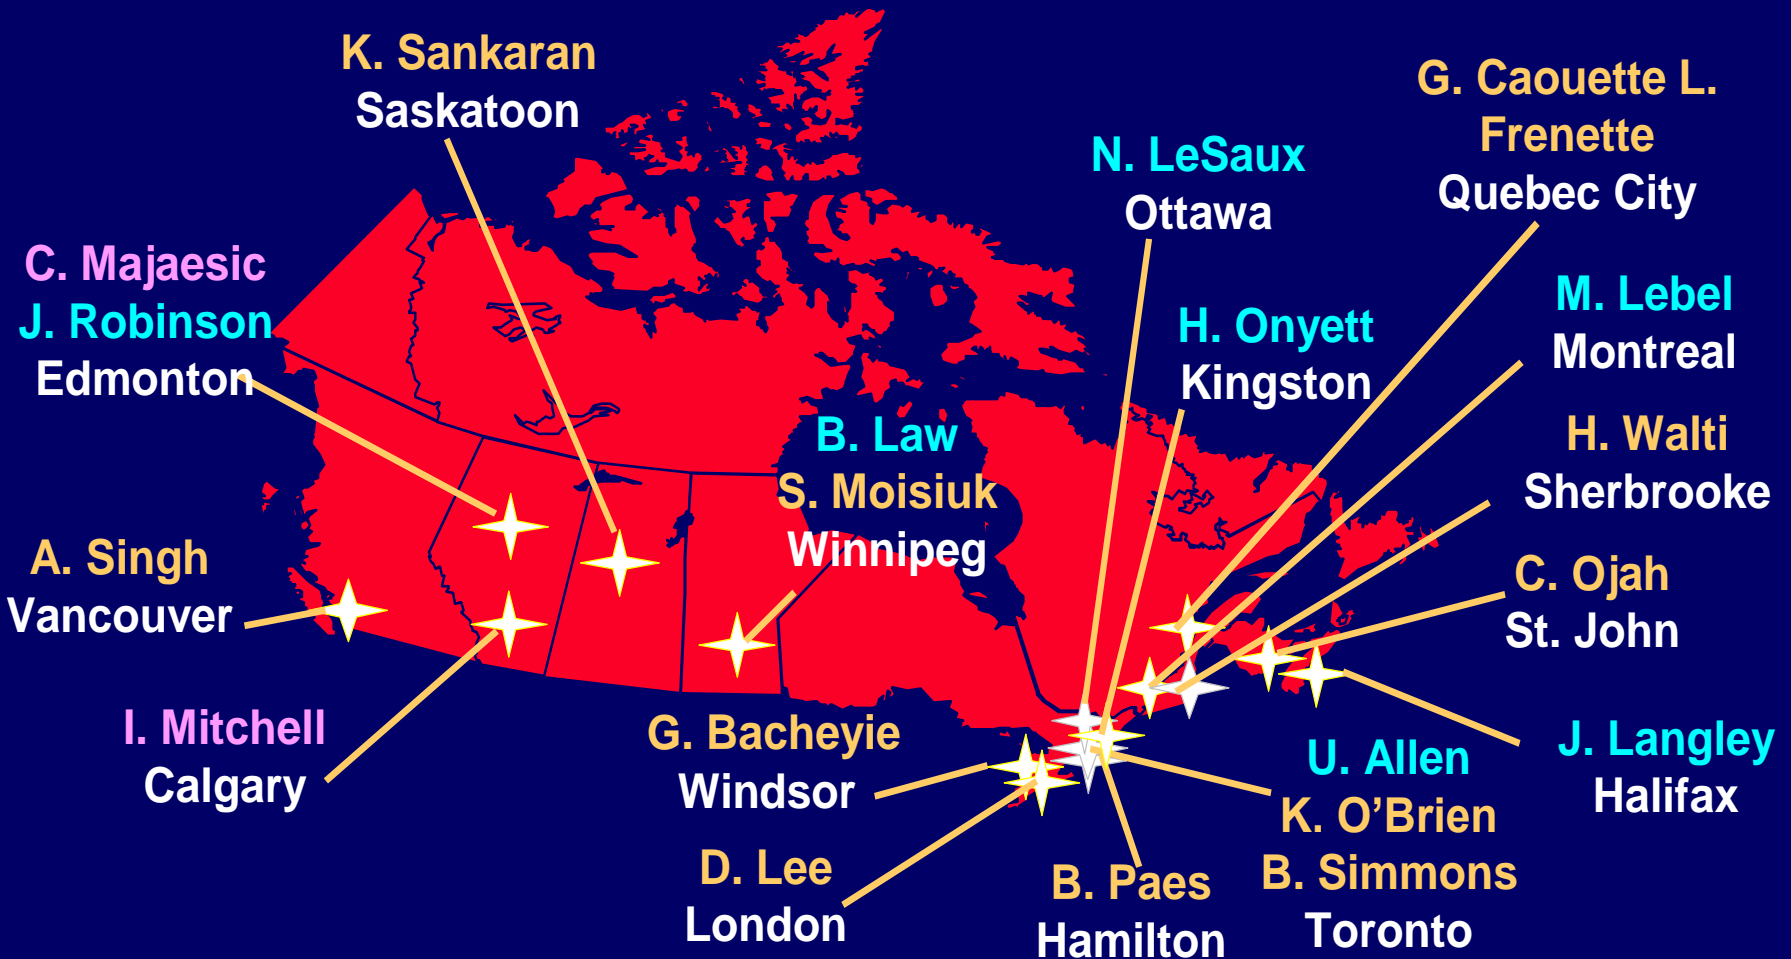 K. Sankaran
Saskatoon
G. Caouette L.
Frenette
Quebec City
N. LeSaux
Ottawa
C. Majaesic
J. Robinson
Edmonton
H. Onyett
Kingston
M. Lebel
Montreal
B. Law
S. Moisiuk
Winnipeg
H. Walti
Sherbrooke
A. Singh
Vancouver
C. Ojah
St. John
I. Mitchell
Calgary
G. Bacheyie
Windsor
U. Allen
K. O’Brien
B. Simmons
Toronto
J. Langley
Halifax
D. Lee
London
B. Paes
Hamilton